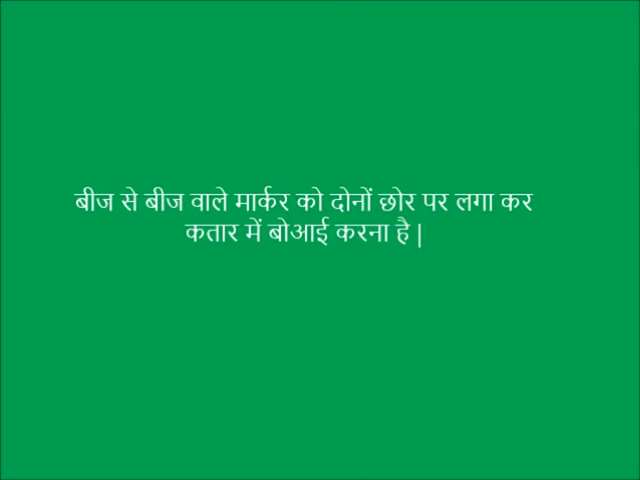 बीज से बीज वाले मार्कर को दोनों छोर पर लगा कर
कतार में बोआई करना है |